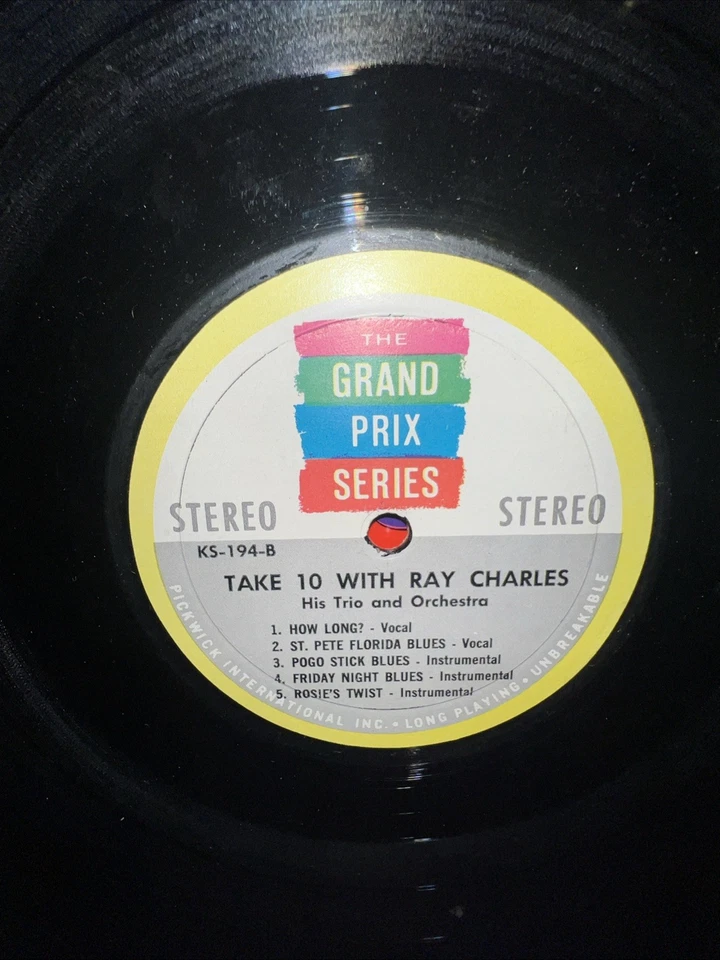 THE
GRAND
PRIX
SERIES
STEREO STEREO
KS-194-B
TAKE 10 WITH RAY CHARLES
His Trio and Orchestra
1. HOW LONG? - Vocal
2. ST. PETE FLORIDA BLUES - Vocal
3. POGO STICK BLUES - Instrumental
4. FRIDAY NIGHT BLUES - Instrumental
5. ROSIE'S TWIST - Instrumental
PICKWICK INTERNATIONAL INC. • LONG PLAYING • UNBREAKABLE